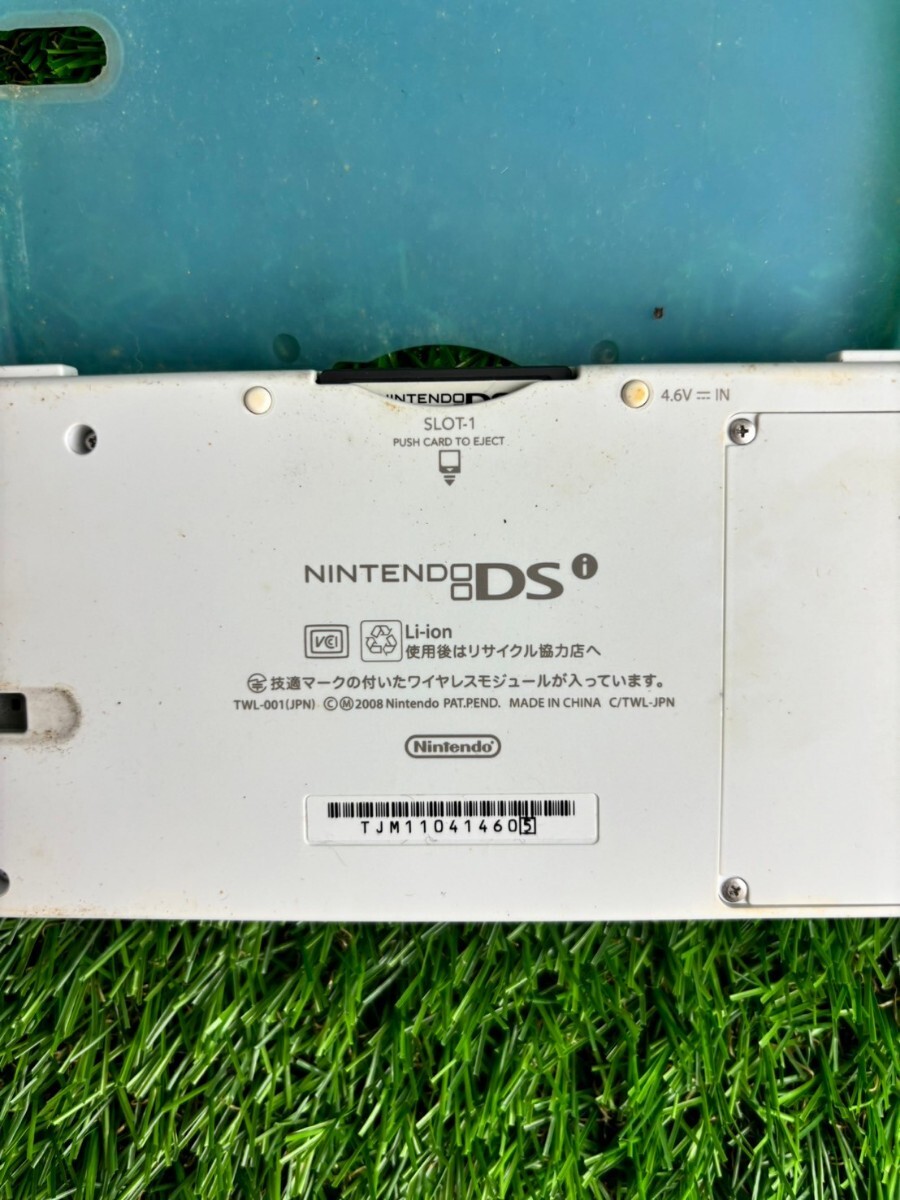 NINTENDO DS
4.6V ⎓ IN
SLOT-1
PUSH CARD TO EJECT
NINTENDO DSi
VCCI
Li-ion
使用後はリサイクル協力店へ
技適マークの付いたワイヤレスモジュールが入っています。
TWL-001(JPN) ©Ⓜ2008 Nintendo PAT.PEND. MADE IN CHINA C/TWL-JPN
Nintendo
TJM110414605